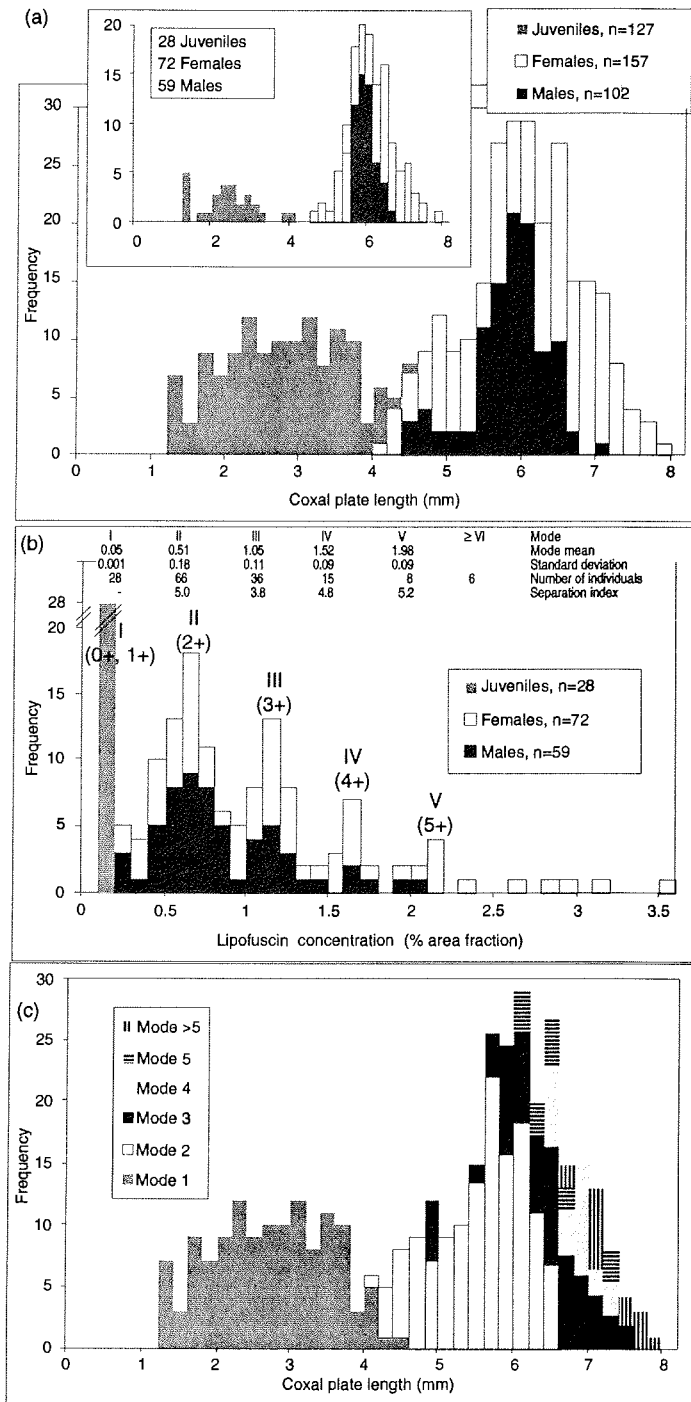 (a)
20
15
10
5
0
28 Juveniles
72 Females
59 Males
0 2 4 6 8
Juveniles, n=127
Females, n=157
Males, n=102
30
25
20
15
10
5
0
Frequency
0 1 2 3 4 5 6 7 8
Coxal plate length (mm)
(b)
I II III IV V ≥ VI Mode
0.05 0.51 1.05 1.52 1.98 Mode mean
0.001 0.18 0.11 0.09 0.09 Standard deviation
28 66 36 15 8 6 Number of individuals
- 5.0 3.8 4.8 5.2 Separation index
28
20
15
10
5
0
Frequency
I
(0+, 1+)
II
(2+)
III
(3+)
IV
(4+)
V
(5+)
Juveniles, n=28
Females, n=72
Males, n=59
0 0.5 1 1.5 2 2.5 3 3.5
Lipofuscin concentration (% area fraction)
(c)
30
25
20
15
10
5
0
Frequency
Mode >5
Mode 5
Mode 4
Mode 3
Mode 2
Mode 1
0 1 2 3 4 5 6 7 8
Coxal plate length (mm)